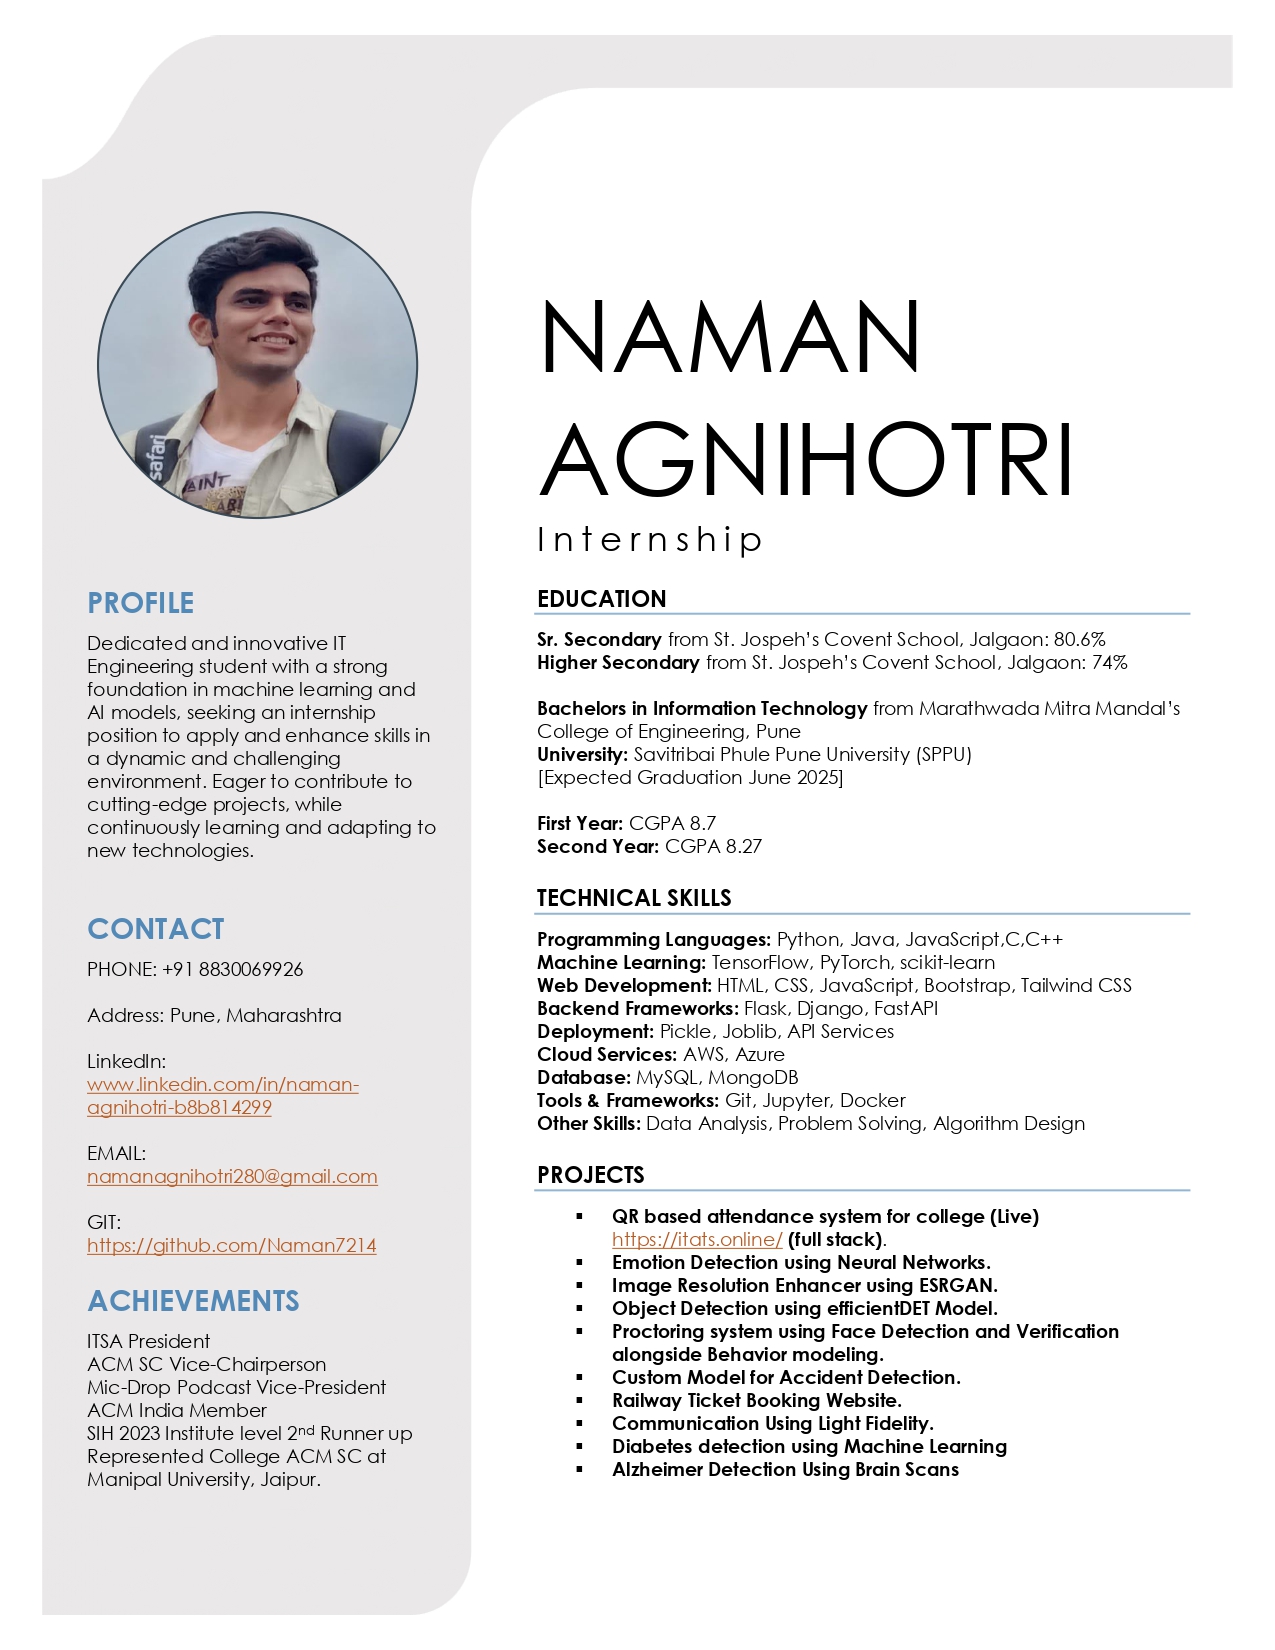 NAMAN
AGNIHOTRI
Internship
PROFILE
Dedicated and innovative IT
Engineering student with a strong
foundation in machine learning and
AI models, seeking an internship
position to apply and enhance skills in
a dynamic and challenging
environment. Eager to contribute to
cutting-edge projects, while
continuously learning and adapting to
new technologies.
CONTACT
PHONE: +91 8830069926
Address: Pune, Maharashtra
LinkedIn:
www.linkedin.com/in/naman-
agnihotri-b8b814299
EMAIL:
namanagnihotri280@gmail.com
GIT:
https://github.com/Naman7214
ACHIEVEMENTS
ITSA President
ACM SC Vice-Chairperson
Mic-Drop Podcast Vice-President
ACM India Member
SIH 2023 Institute level 2nd Runner up
Represented College ACM SC at
Manipal University, Jaipur.
EDUCATION
Sr. Secondary from St. Jospeh’s Covent School, Jalgaon: 80.6%
Higher Secondary from St. Jospeh’s Covent School, Jalgaon: 74%
Bachelors in Information Technology from Marathwada Mitra Mandal’s
College of Engineering, Pune
University: Savitribai Phule Pune University (SPPU)
[Expected Graduation June 2025]
First Year: CGPA 8.7
Second Year: CGPA 8.27
TECHNICAL SKILLS
Programming Languages: Python, Java, JavaScript,C,C++
Machine Learning: TensorFlow, PyTorch, scikit-learn
Web Development: HTML, CSS, JavaScript, Bootstrap, Tailwind CSS
Backend Frameworks: Flask, Django, FastAPI
Deployment: Pickle, Joblib, API Services
Cloud Services: AWS, Azure
Database: MySQL, MongoDB
Tools & Frameworks: Git, Jupyter, Docker
Other Skills: Data Analysis, Problem Solving, Algorithm Design
PROJECTS
▪ QR based attendance system for college (Live)
https://itats.online/ (full stack).
▪ Emotion Detection using Neural Networks.
▪ Image Resolution Enhancer using ESRGAN.
▪ Object Detection using efficientDET Model.
▪ Proctoring system using Face Detection and Verification
alongside Behavior modeling.
▪ Custom Model for Accident Detection.
▪ Railway Ticket Booking Website.
▪ Communication Using Light Fidelity.
▪ Diabetes detection using Machine Learning
▪ Alzheimer Detection Using Brain Scans
safari